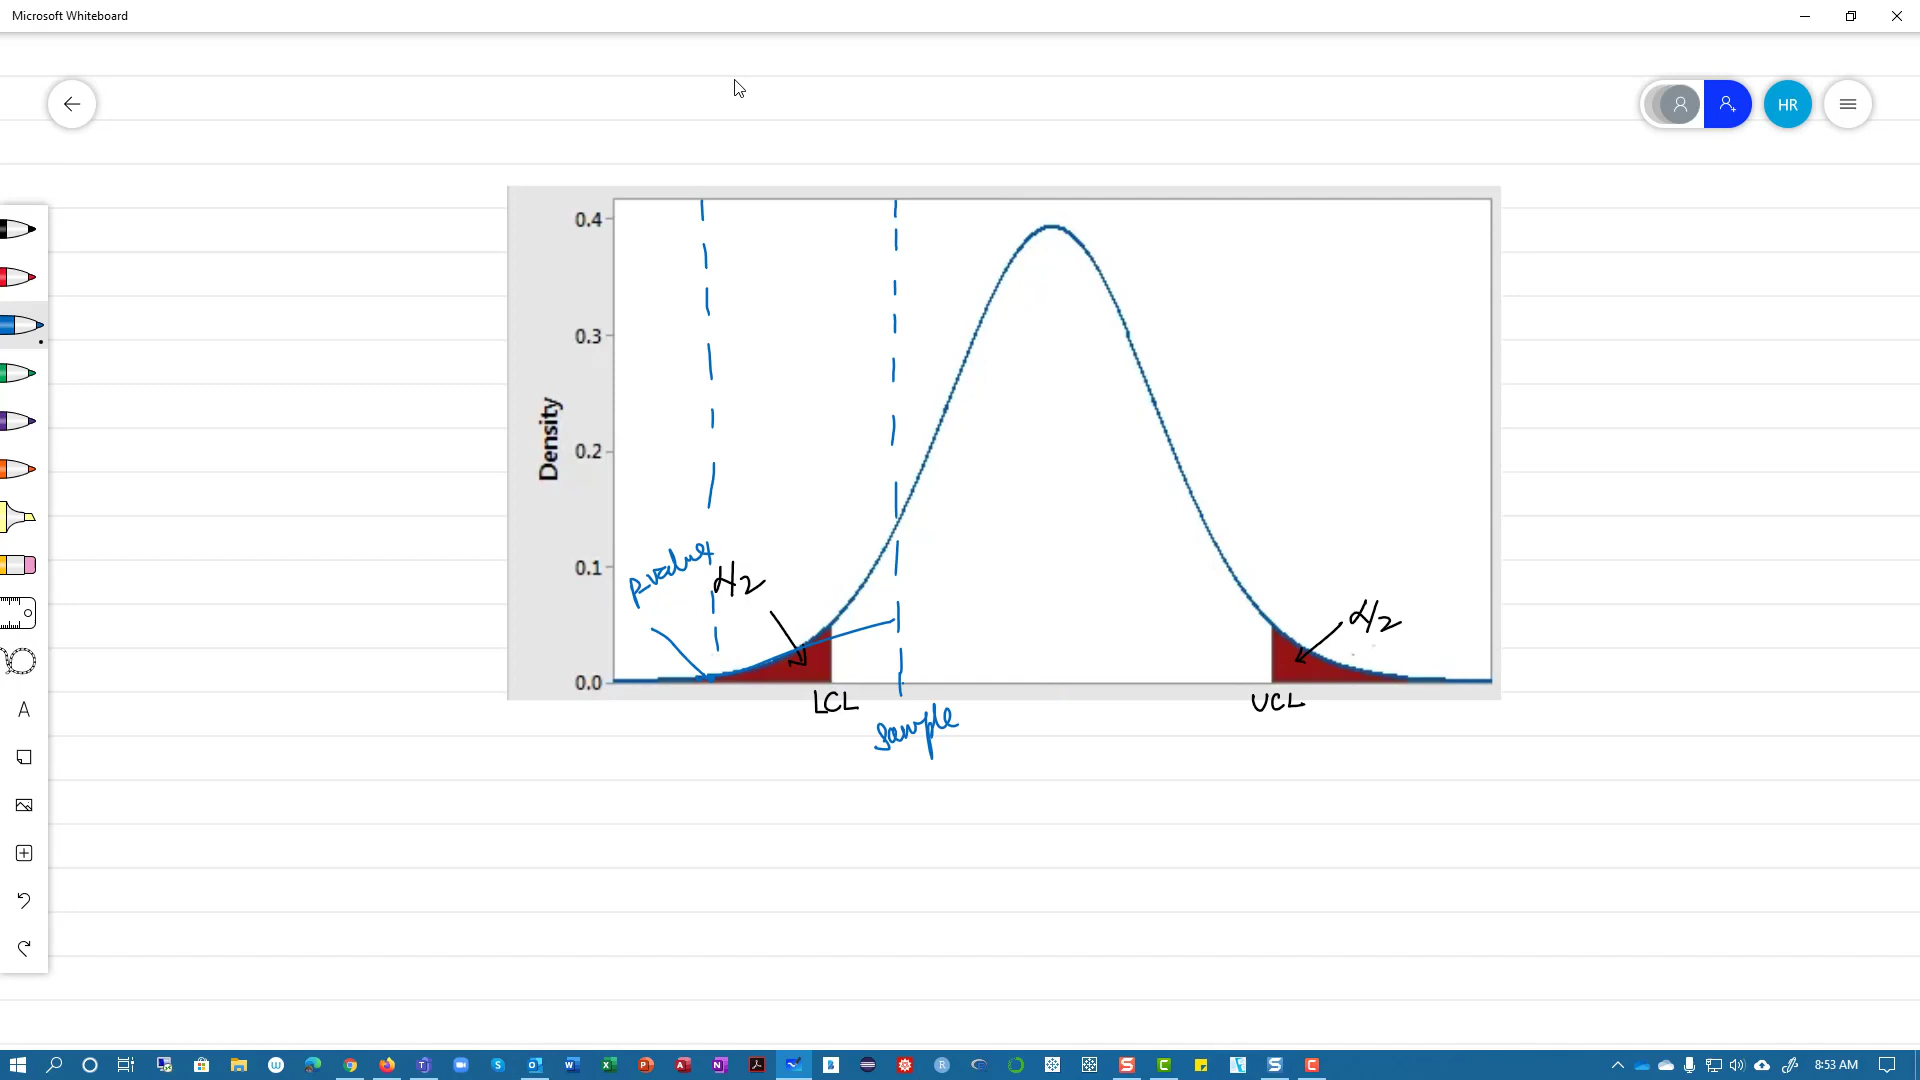 Microsoft Whiteboard
HR
0.4
0.3
0.2
0.1
0.0
Density
p-value
α/2
α/2
LCL
UCL
sample
A
8:53 AM